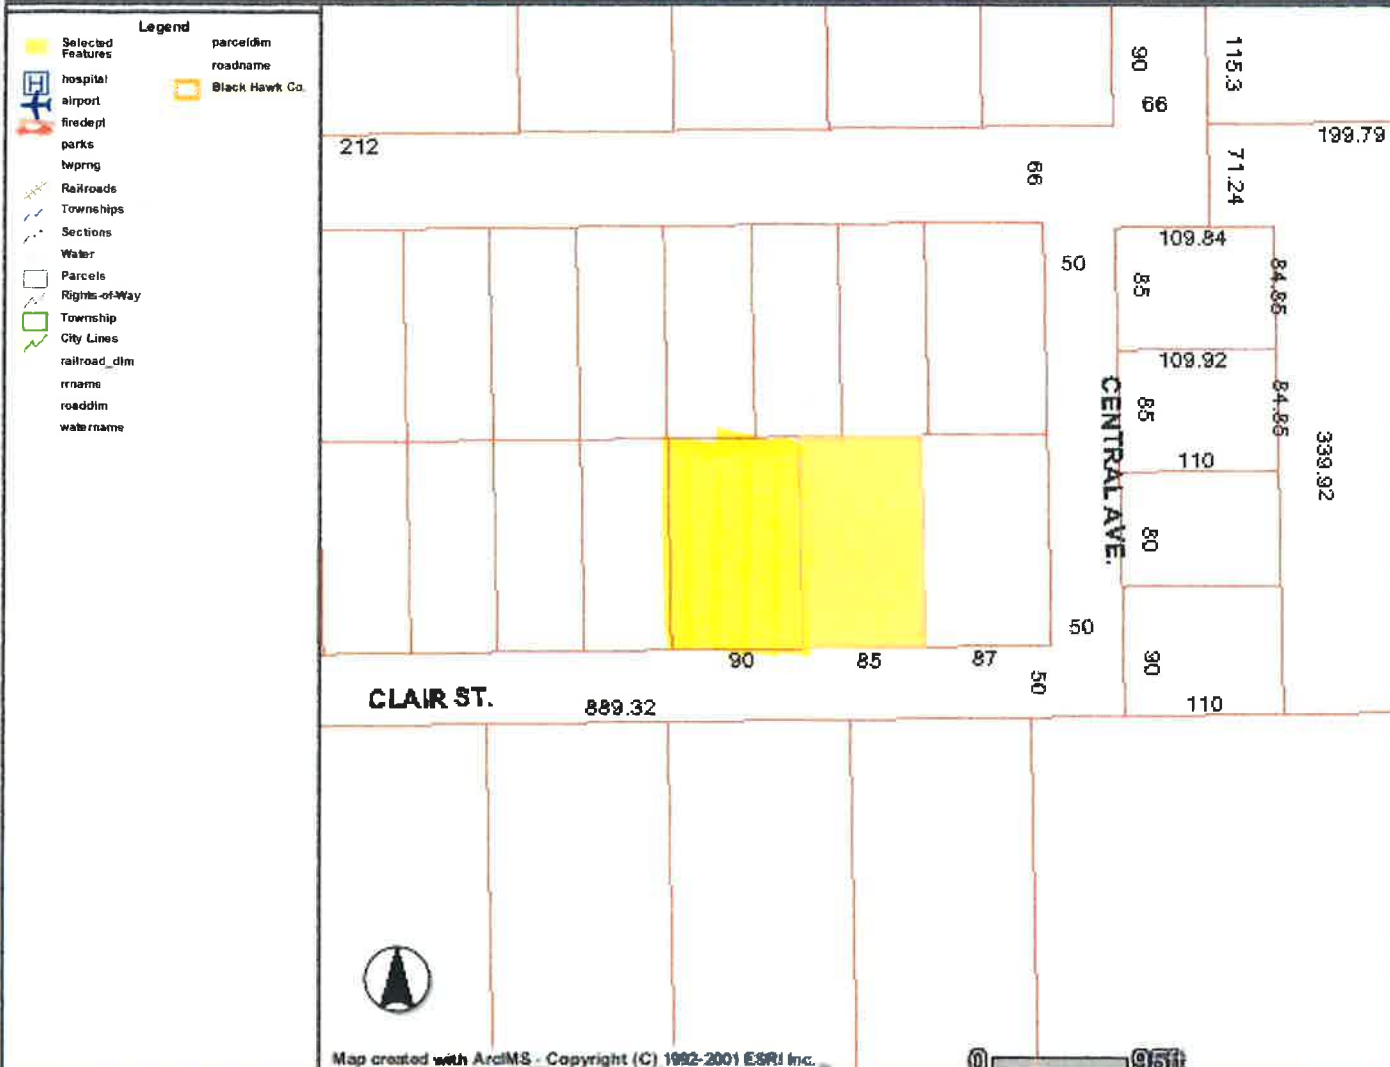 Legend
Selected
Features
hospital
airport
firedept
parks
twprng
Railroads
Townships
Sections
Water
Parcels
Rights-of-Way
Township
City Lines
railroad_dim
rrname
roaddim
watername
parceldim
roadname
Black Hawk Co.
90
115.3
66
212
199.79
66
71.24
109.84
50
85
84.85
109.92
CENTRAL AVE.
85
84.85
110
339.92
80
50
90
85
87
90
50
CLAIR ST.
889.32
110
Map created with ArcIMS - Copyright (C) 1992-2001 ESRI Inc.
0
95ft